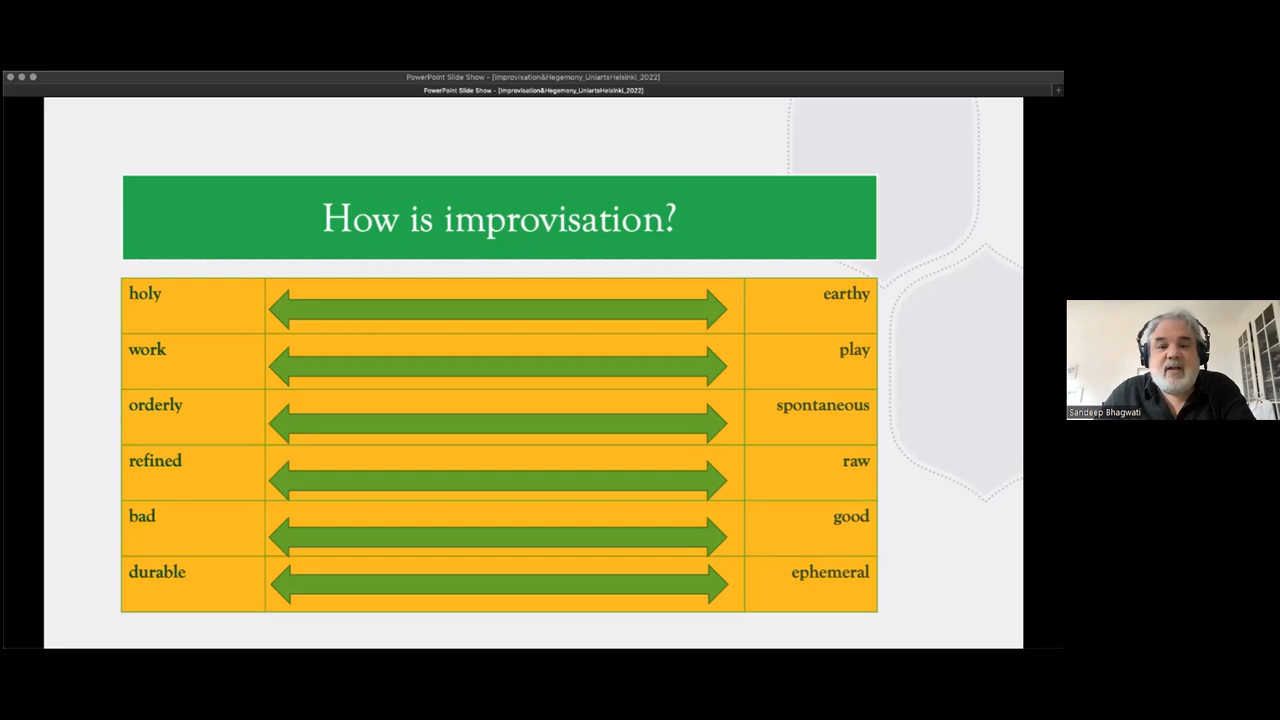 PowerPoint Slide Show - [Improvisation&Hegemony_UniartsHelsinki_2022]
PowerPoint Slide Show - [Improvisation&Hegemony_UniartsHelsinki_2022]
How is improvisation?
holy earthy
work play
orderly spontaneous
refined raw
bad good
durable ephemeral
Sandeep Bhagwati